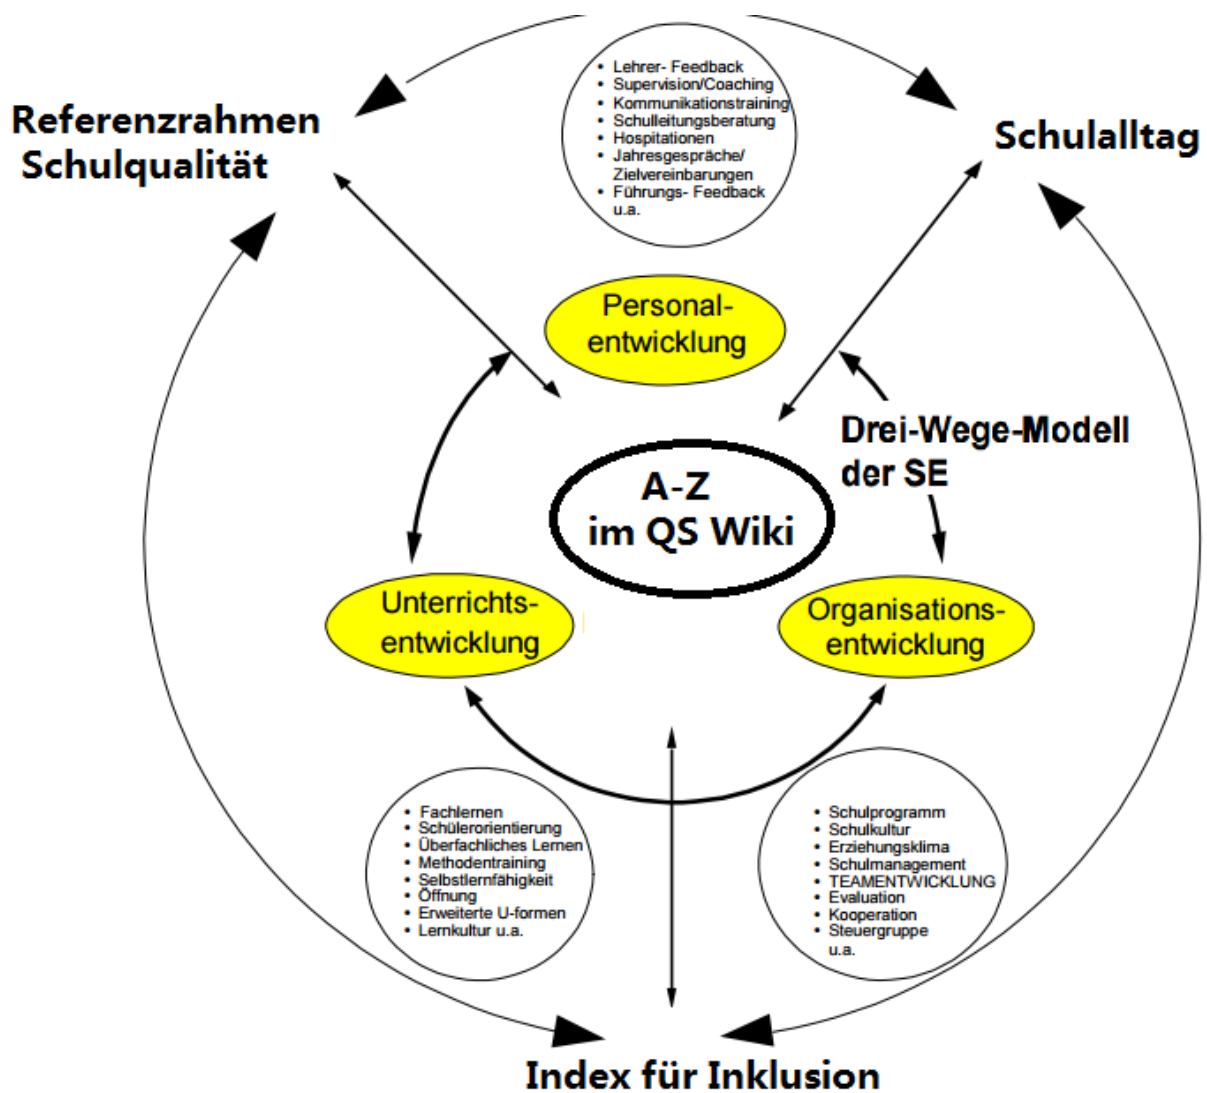 • Lehrer- Feedback
• Supervision/Coaching
• Kommunikationstraining
• Schulleitungsberatung
• Hospitationen
• Jahresgespräche/
Zielvereinbarungen
• Führungs- Feedback
u.a.
Referenzrahmen
Schulqualität
Schulalltag
Personal-
entwicklung
Drei-Wege-Modell
der SE
A-Z
im QS Wiki
Unterrichts-
entwicklung
Organisations-
entwicklung
• Fachlernen
• Schülerorientierung
• Überfachliches Lernen
• Methodentraining
• Selbstlernfähigkeit
• Öffnung
• Erweiterte U-formen
• Lernkultur u.a.
• Schulprogramm
• Schulkultur
• Erziehungsklima
• Schulmanagement
• TEAMENTWICKLUNG
• Evaluation
• Kooperation
• Steuergruppe
u.a.
Index für Inklusion